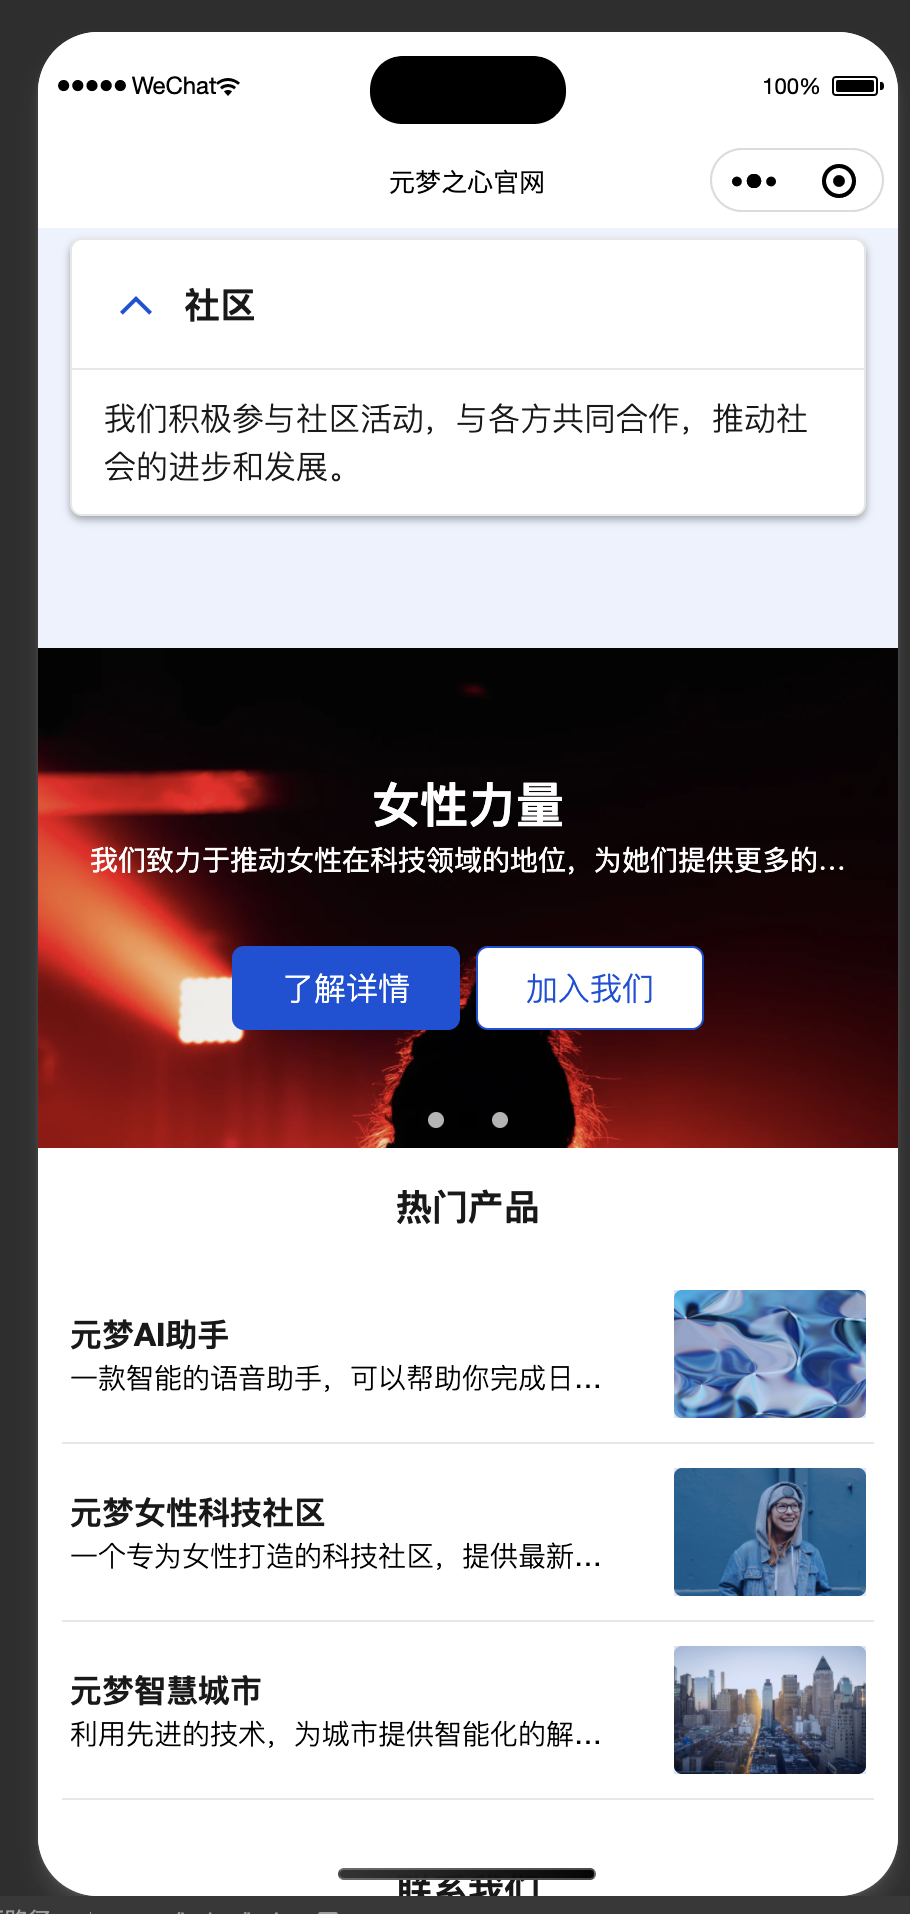 WeChat
100%
元梦之心官网
社区
我们积极参与社区活动，与各方共同合作，推动社
会的进步和发展。
女性力量
我们致力于推动女性在科技领域的地位，为她们提供更多的...
了解详情
加入我们
热门产品
元梦AI助手
一款智能的语音助手，可以帮助你完成日...
元梦女性科技社区
一个专为女性打造的科技社区，提供最新...
元梦智慧城市
利用先进的技术，为城市提供智能化的解...
联系我们